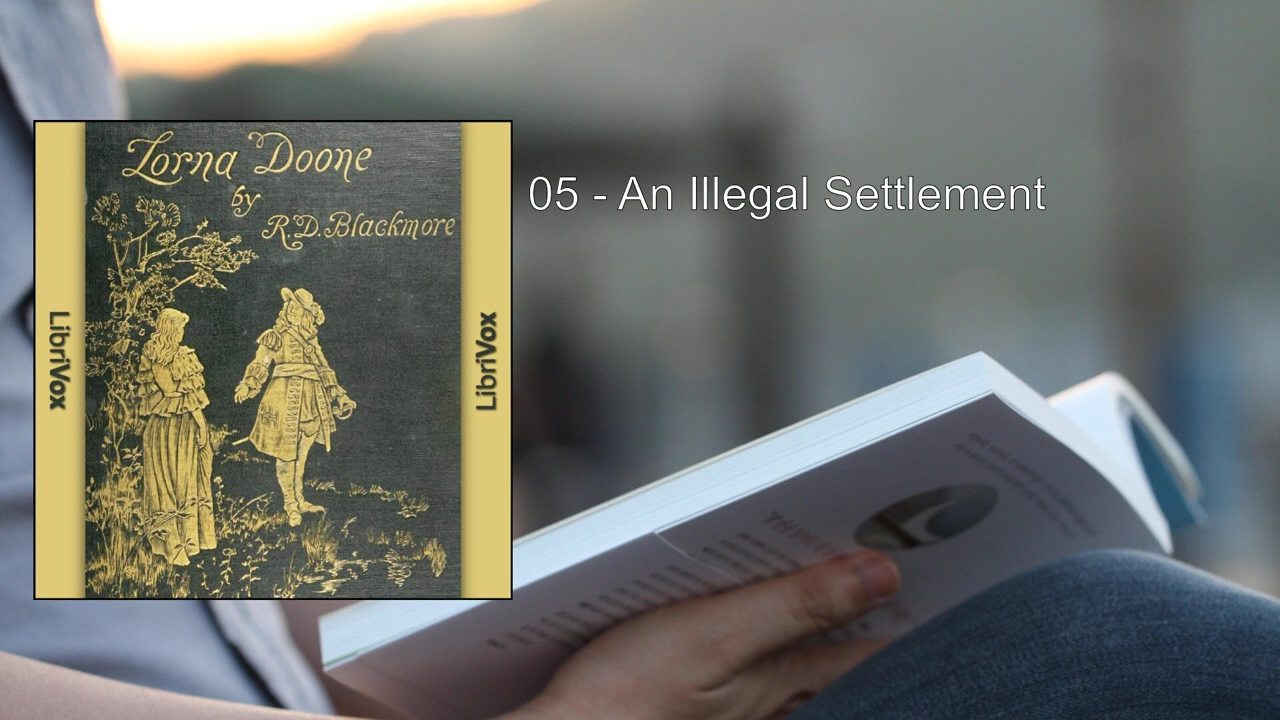 Lorna Doone
by
R.D. Blackmore
LibriVox
LibriVox
05 - An Illegal Settlement